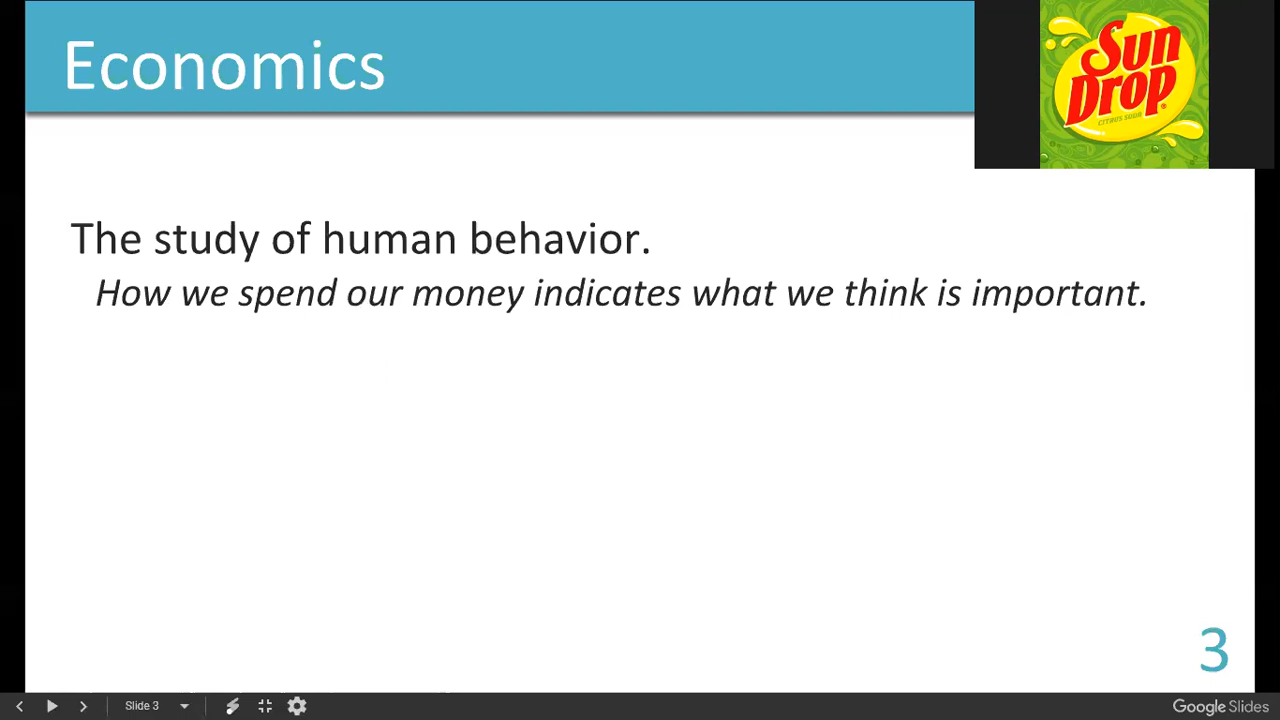 Economics
Sun
Drop®
CITRUS SODA
The study of human behavior.
How we spend our money indicates what we think is important.
3
Slide 3
Google Slides